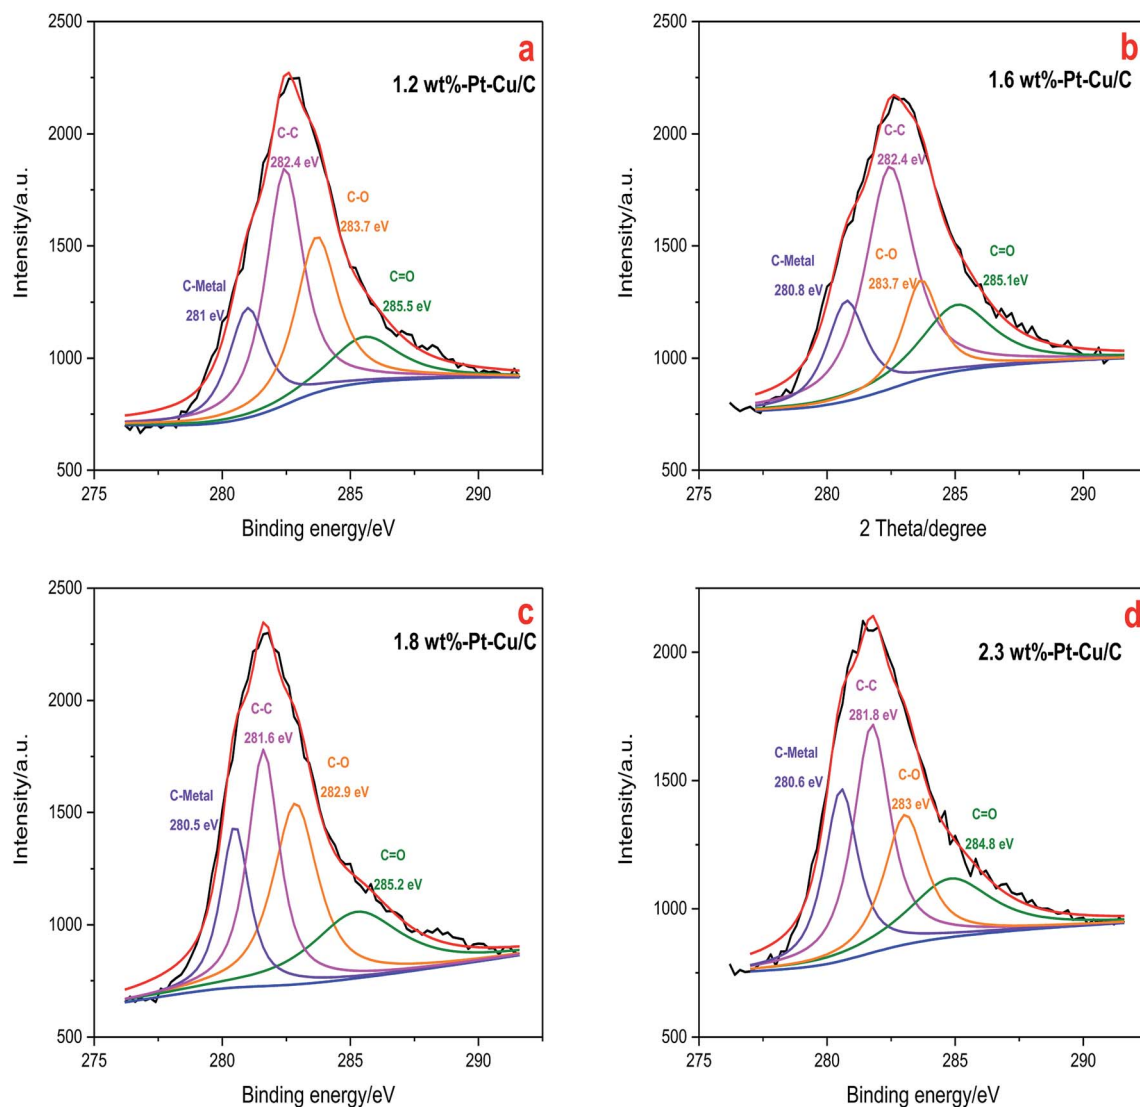 2500
2000
1500
1000
500
275
280
285
290
Intensity/a.u.
Binding energy/eV
a
1.2 wt%-Pt-Cu/C
C-C
282.4 eV
C-O
283.7 eV
C-Metal
281 eV
C=O
285.5 eV
2500
2000
1500
1000
500
275
280
285
290
Intensity/a.u.
2 Theta/degree
b
1.6 wt%-Pt-Cu/C
C-C
282.4 eV
C-O
283.7 eV
C-Metal
280.8 eV
C=O
285.1eV
2500
2000
1500
1000
500
275
280
285
290
Intensity/a.u.
Binding energy/eV
c
1.8 wt%-Pt-Cu/C
C-C
281.6 eV
C-O
282.9 eV
C-Metal
280.5 eV
C=O
285.2 eV
2000
1500
1000
500
275
280
285
290
Intensity/a.u.
Binding energy/eV
d
2.3 wt%-Pt-Cu/C
C-C
281.8 eV
C-Metal
280.6 eV
C-O
283 eV
C=O
284.8 eV